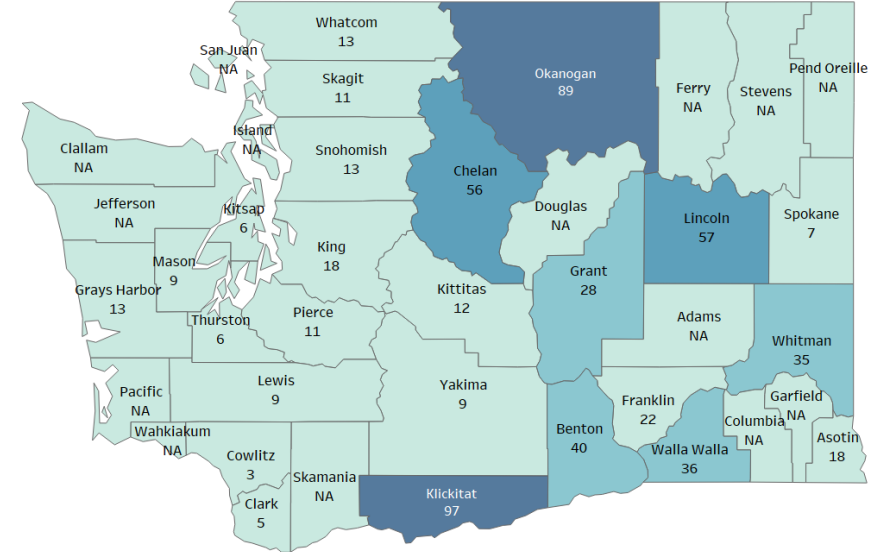 Whatcom
13
San Juan
NA
Skagit
11
Okanogan
89
Ferry
NA
Stevens
NA
Pend Oreille
NA
Island
NA
Clallam
NA
Snohomish
13
Chelan
56
Jefferson
NA
Kitsap
6
Douglas
NA
Lincoln
57
Spokane
7
King
18
Mason
9
Grant
28
Grays Harbor
13
Kittitas
12
Thurston
6
Pierce
11
Adams
NA
Whitman
35
Lewis
9
Yakima
9
Pacific
NA
Franklin
22
Garfield
NA
Columbia
NA
Benton
40
Wahkiakum
NA
Walla Walla
36
Asotin
18
Cowlitz
3
Skamania
NA
Klickitat
97
Clark
5